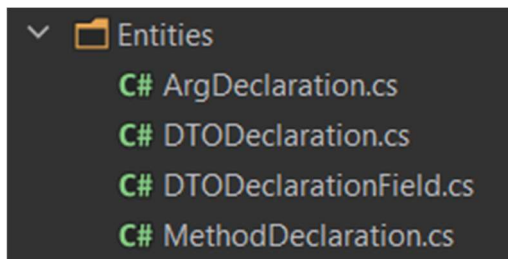 Entities
C# ArgDeclaration.cs
C# DTODeclaration.cs
C# DTODeclarationField.cs
C# MethodDeclaration.cs